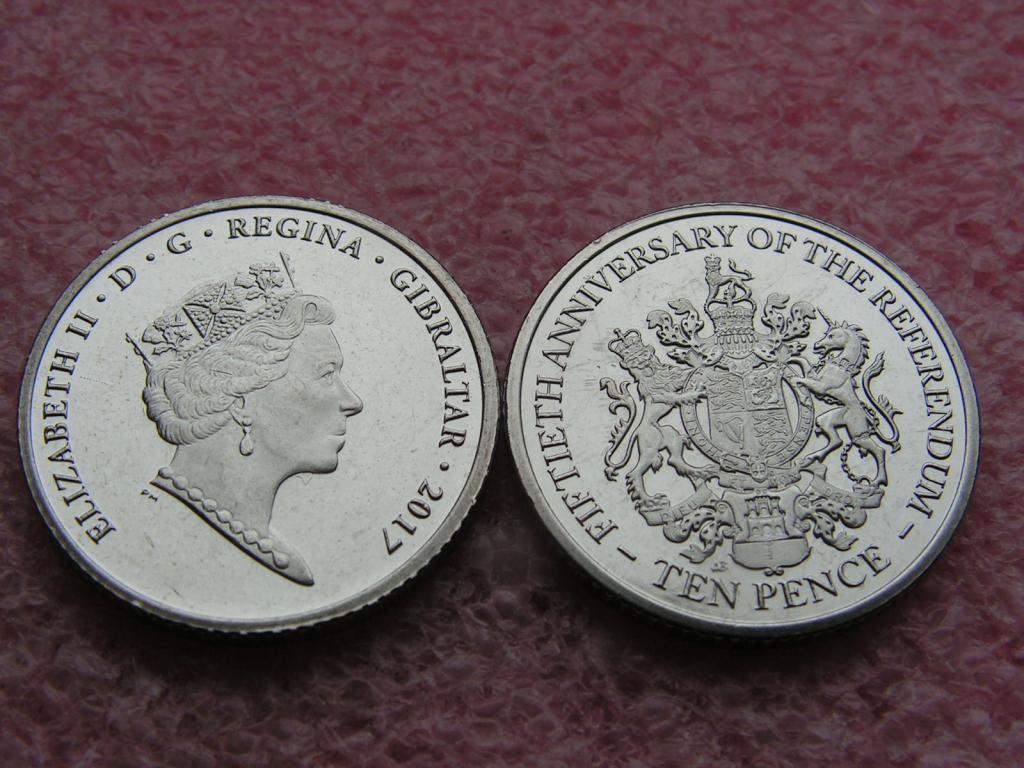 ELIZABETH II · D · G · REGINA · GIBRALTAR · 2017
FIFTIETH ANNIVERSARY OF THE REFERENDUM
– TEN PENCE –